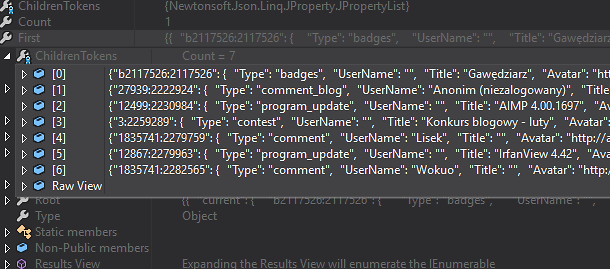 ChildrenTokens {Newtonsoft.Json.Linq.JPropertyJPropertyList}
Count 1
First {{ "b2117526:2117526": { "Type": "badges", "UserName": "", "Title": "Gawędziarz
ChildrenTokens Count = 7
[0] {"b2117526:2117526": { "Type": "badges", "UserName": "", "Title": "Gawędziarz", "Avatar": "htt
[1] {"27939:2222924": { "Type": "comment_blog", "UserName": "Anonim (niezalogowany)", "Title":
[2] {"12499:2230984": { "Type": "program_update", "UserName": "", "Title": "AIMP 4.00.1697", "Av
[3] {"3:2259289": { "Type": "contest", "UserName": "", "Title": "Konkurs blogowy - luty", "Avatar":
[4] {"1835741:2279759": { "Type": "comment", "UserName": "Lisek", "Title": "", "Avatar": "http://a
[5] {"12867:2279963": { "Type": "program_update", "UserName": "", "Title": "IrfanView 4.42", "Ava
[6] {"1835741:2282565": { "Type": "comment", "UserName": "Wokuo", "Title": "", "Avatar": "http:/
Raw View
Root {{ "current": { "b2117526:2117526": { "Type": "badges", "UserName": "",
Type Object
Static members
Non-Public members
Results View Expanding the Results View will enumerate the IEnumerable